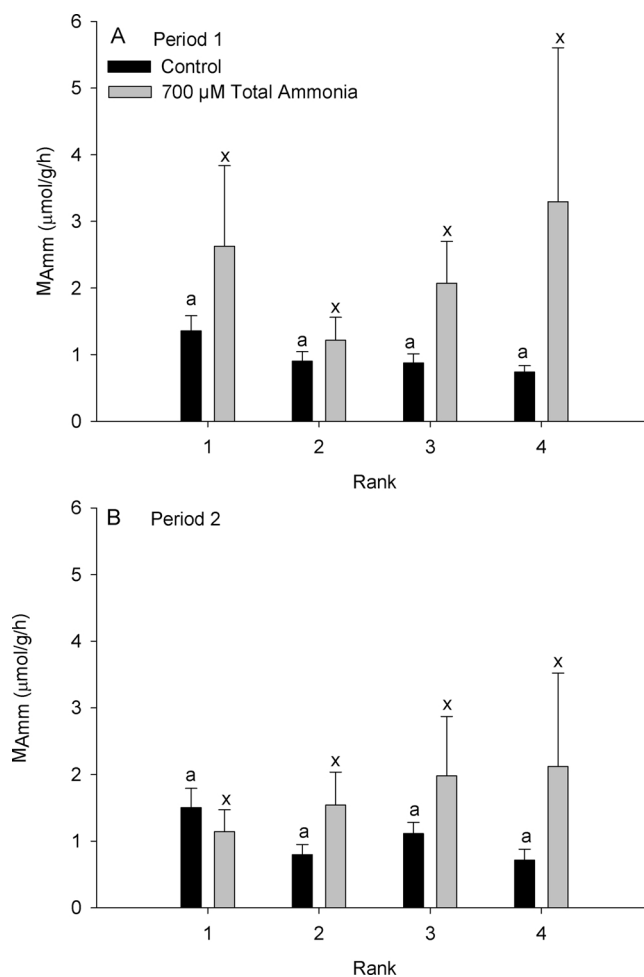 6
A Period 1
Control
700 µM Total Ammonia
5
4
3
2
1
0
MAmm (µmol/g/h)
a x a x a x a x
1 2 3 4
Rank
6
B Period 2
5
4
3
2
1
0
MAmm (µmol/g/h)
a x a x a x a x
1 2 3 4
Rank